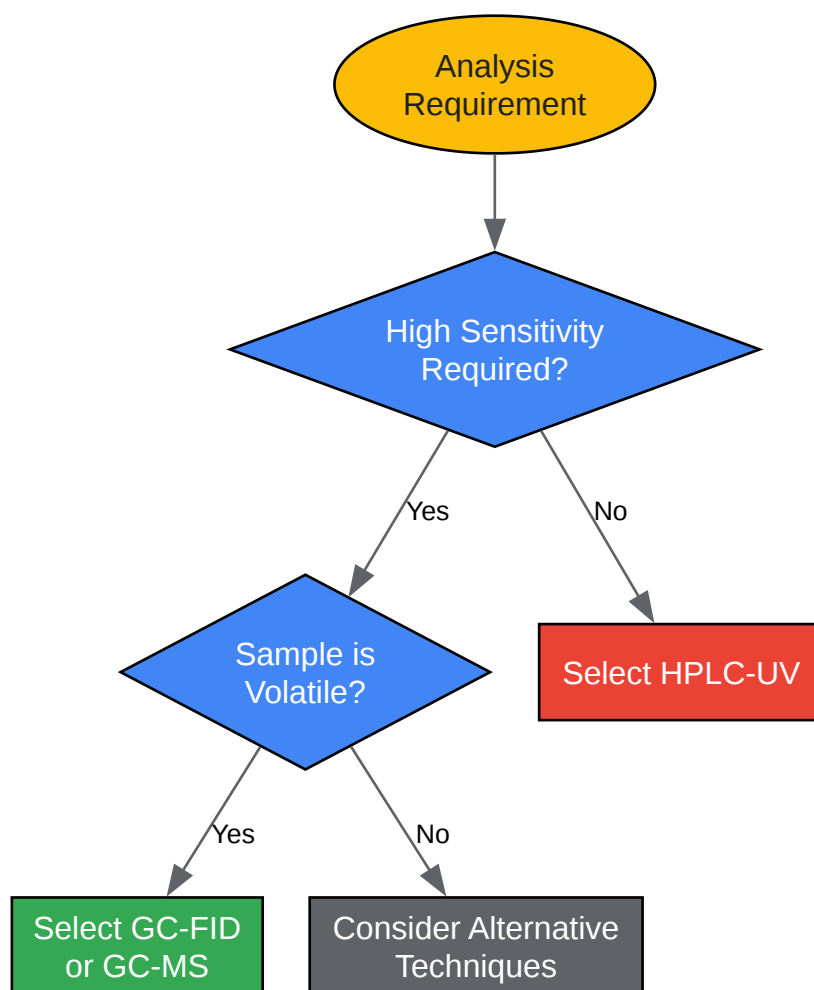 Analysis
Requirement
High Sensitivity
Required?
Yes
No
Sample is
Volatile?
Select HPLC-UV
Yes
No
Select GC-FID
or GC-MS
Consider Alternative
Techniques